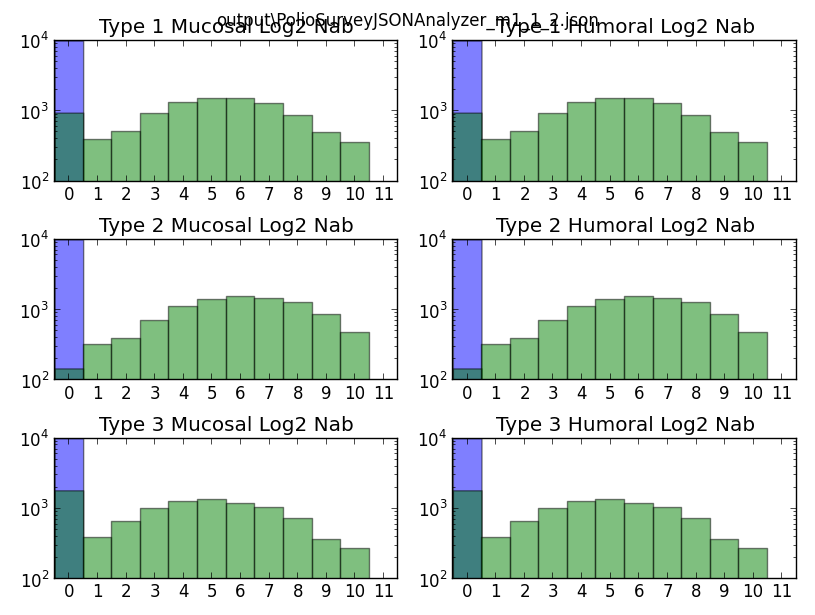 output\PolioSurveyJSONAnalyzer_m1_1_2.json
Type 1 Mucosal Log2 Nab
Type 1 Humoral Log2 Nab
10^4
10^3
10^2
0 1 2 3 4 5 6 7 8 9 10 11
10^4
10^3
10^2
0 1 2 3 4 5 6 7 8 9 10 11
Type 2 Mucosal Log2 Nab
Type 2 Humoral Log2 Nab
10^4
10^3
10^2
0 1 2 3 4 5 6 7 8 9 10 11
10^4
10^3
10^2
0 1 2 3 4 5 6 7 8 9 10 11
Type 3 Mucosal Log2 Nab
Type 3 Humoral Log2 Nab
10^4
10^3
10^2
0 1 2 3 4 5 6 7 8 9 10 11
10^4
10^3
10^2
0 1 2 3 4 5 6 7 8 9 10 11